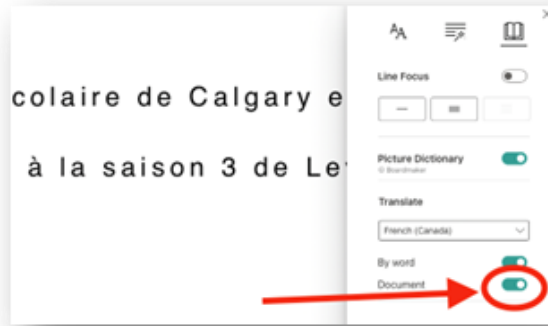 colaire de Calgary e
à la saison 3 de Le
Line Focus
Picture Dictionary
© Boardmaker
Translate
French (Canada)
By word
Document